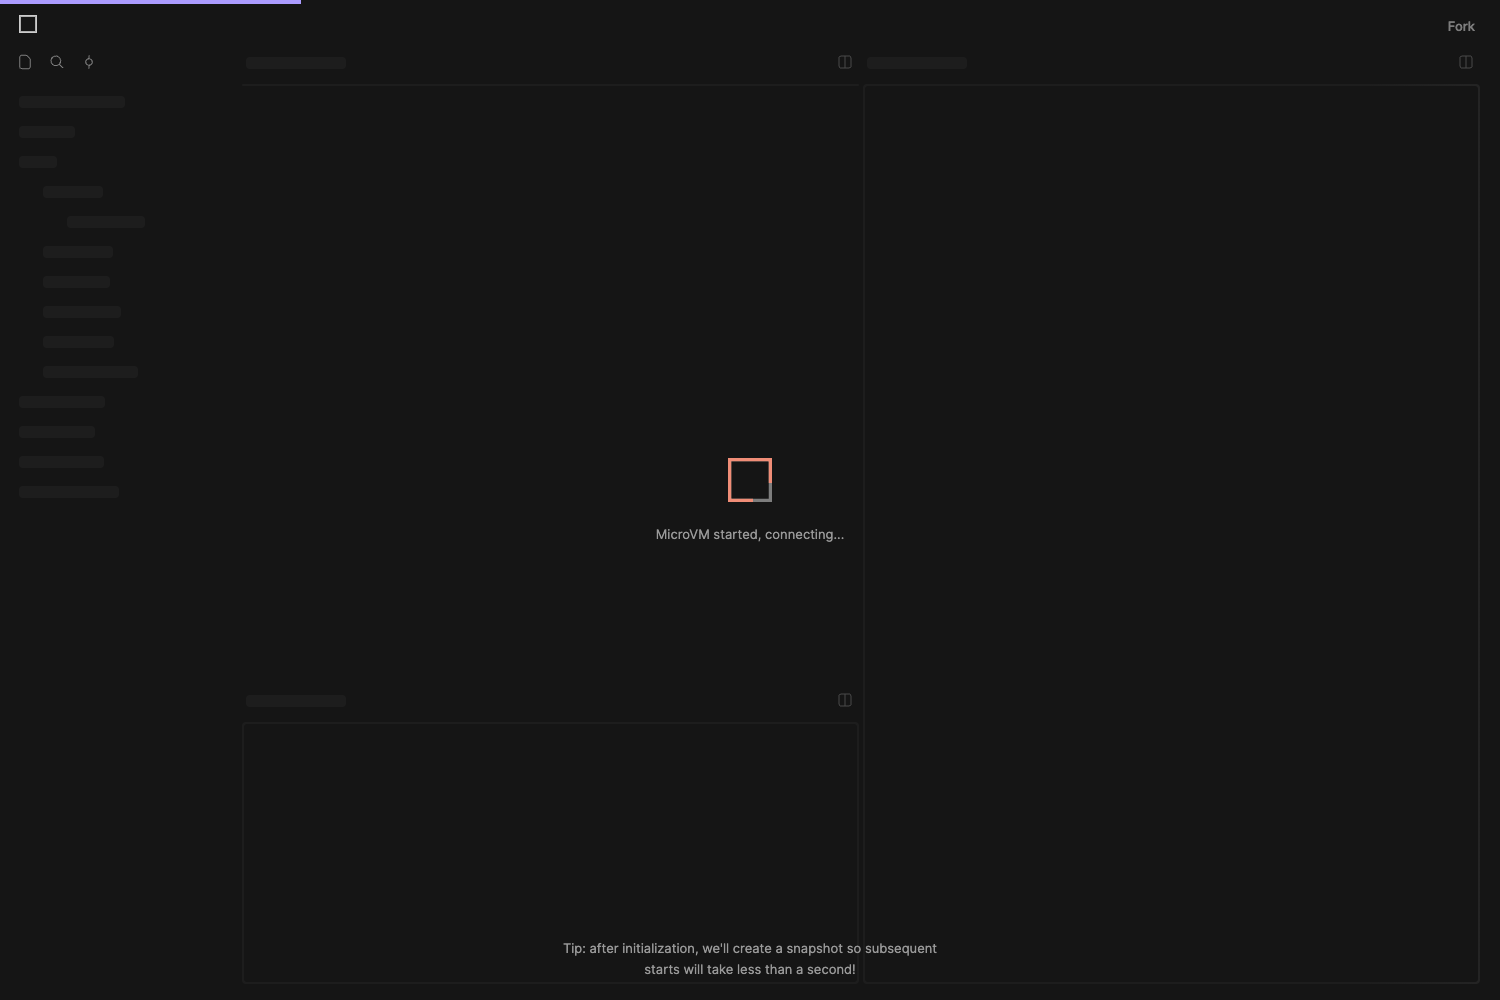 Fork
MicroVM started, connecting...
Tip: after initialization, we'll create a snapshot so subsequent
starts will take less than a second!